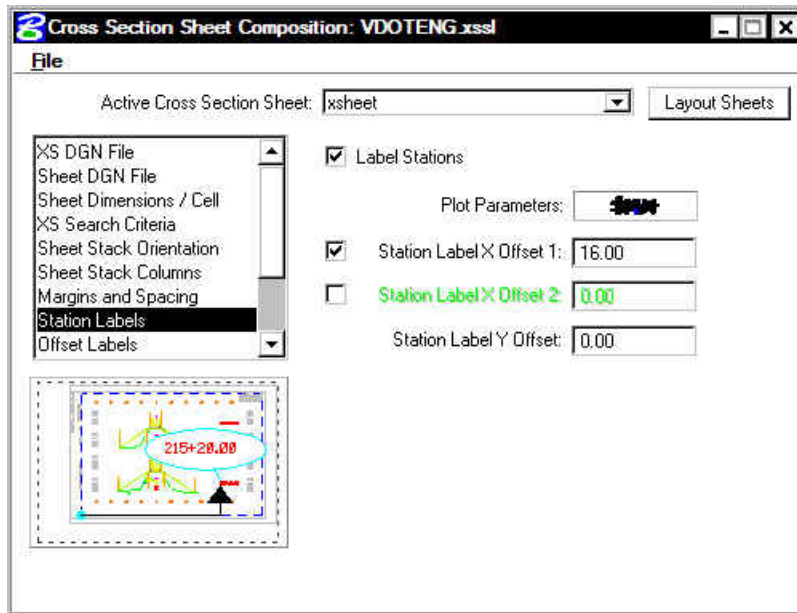 Cross Section Sheet Composition: VDOTENG.xssl
File
Active Cross Section Sheet: xsheet Layout Sheets
XS DGN File
Sheet DGN File
Sheet Dimensions / Cell
XS Search Criteria
Sheet Stack Orientation
Sheet Stack Columns
Margins and Spacing
Station Labels
Offset Labels
Label Stations
Plot Parameters:
Station Label X Offset 1: 16.00
Station Label X Offset 2: 0.00
Station Label Y Offset: 0.00
215+20.00